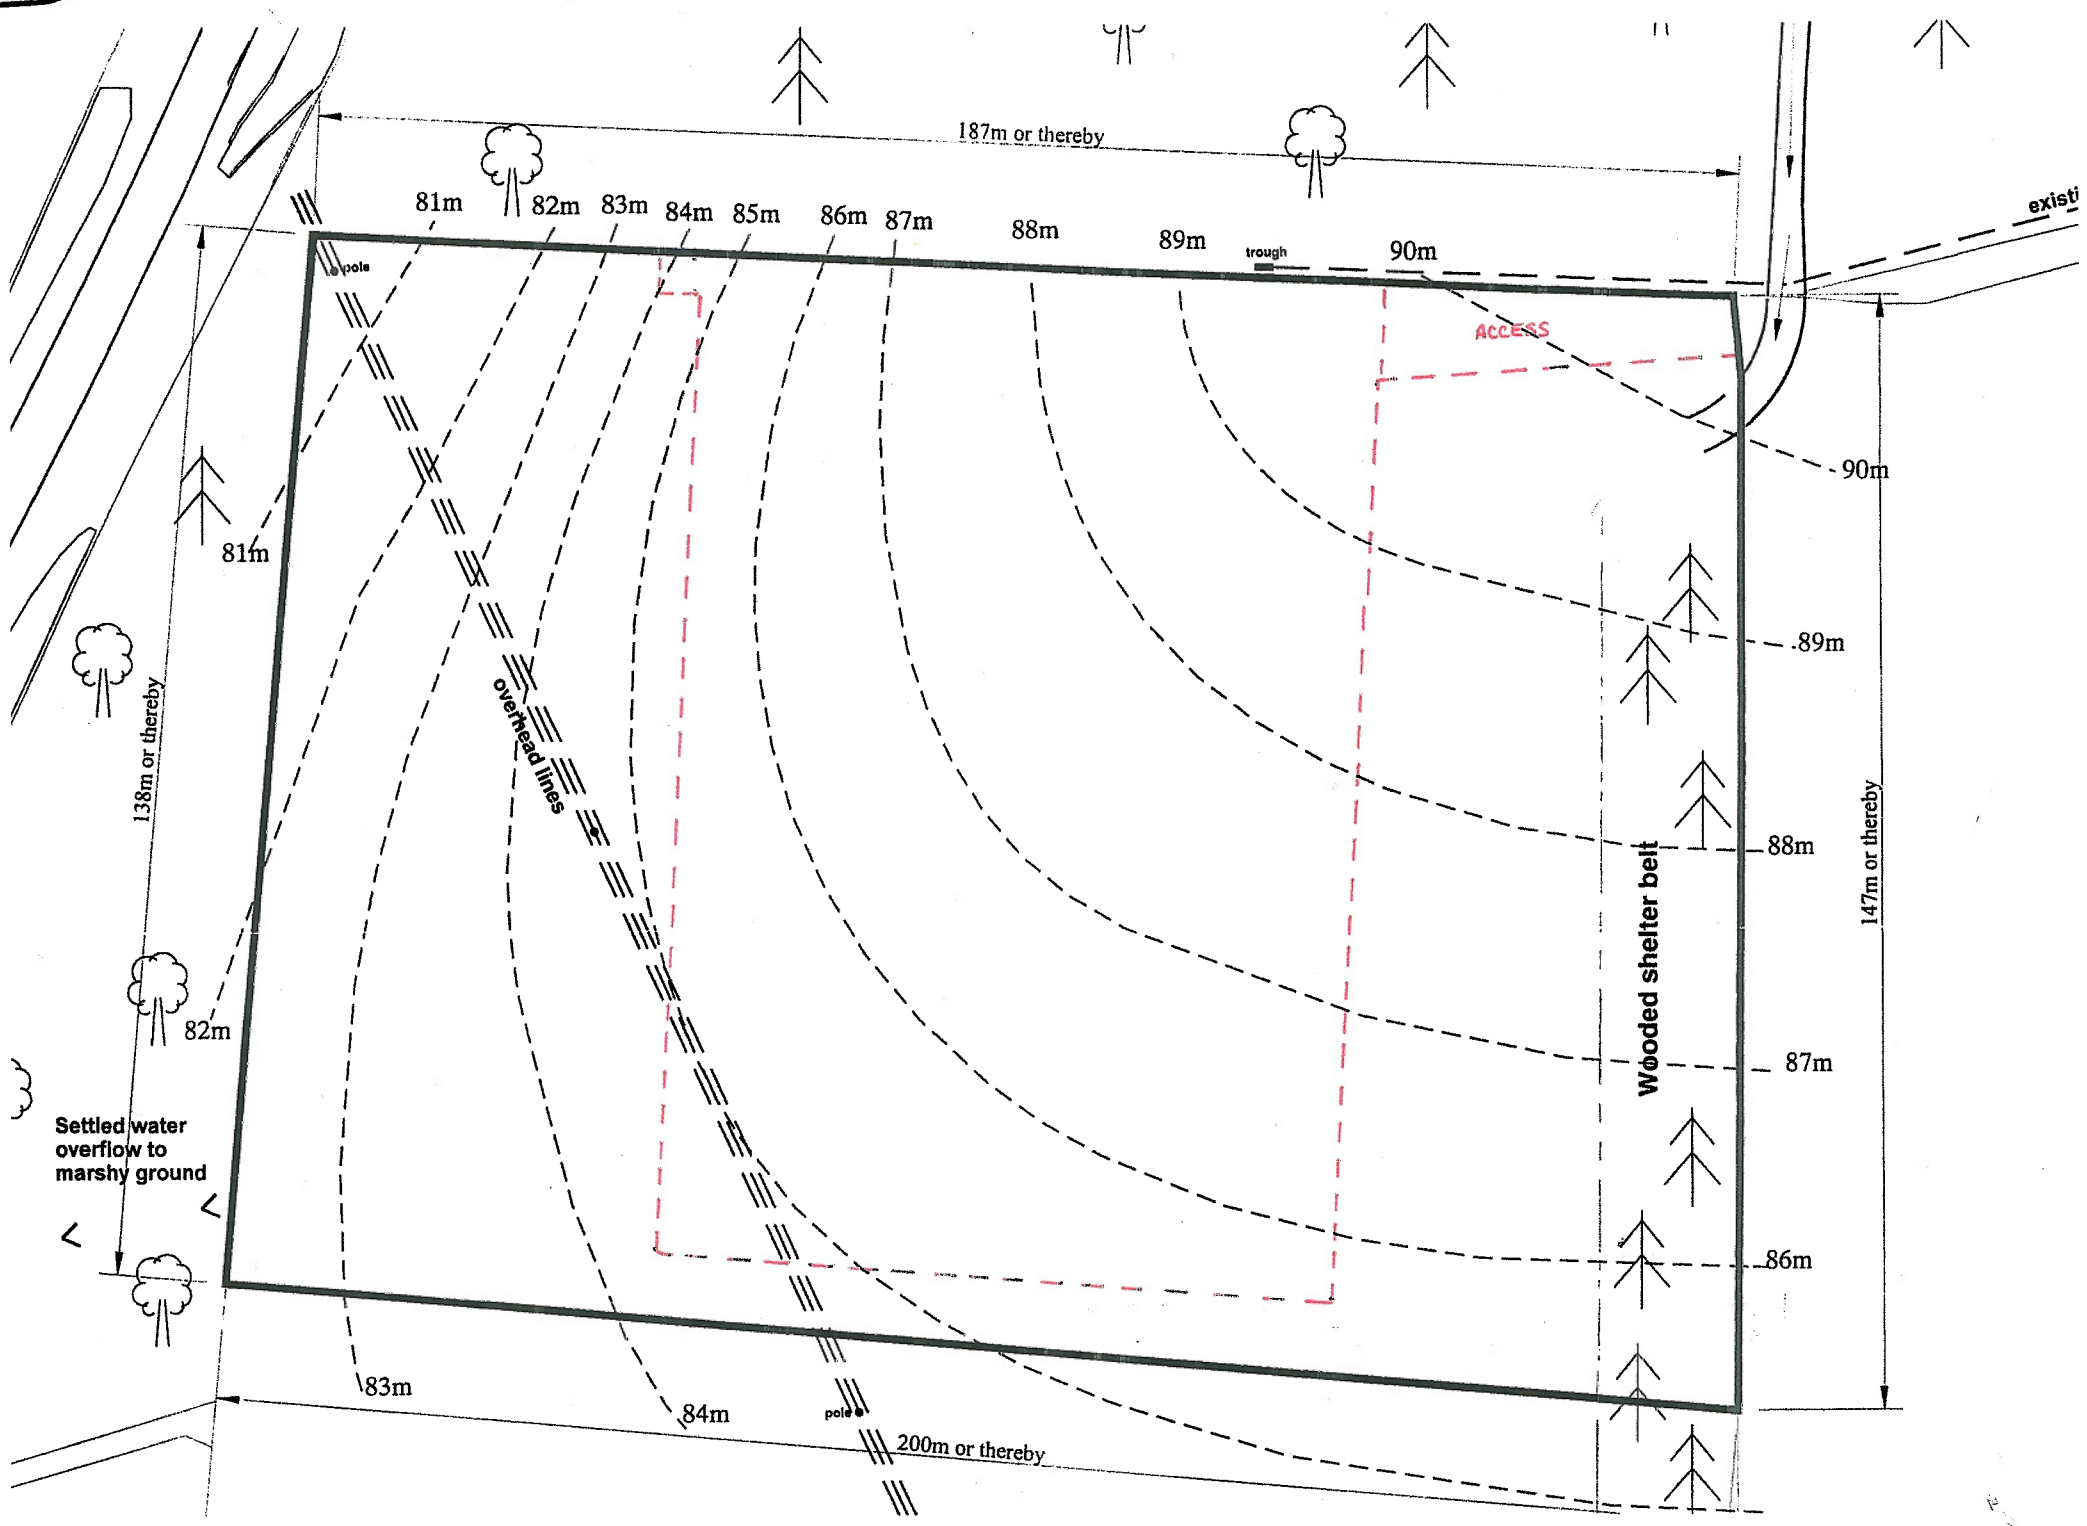 187m or thereby
existi
81m
82m
83m
84m
85m
86m
87m
88m
89m
90m
trough
pole
ACCESS
90m
81m
89m
overhead lines
138m or thereby
147m or thereby
88m
Wooded shelter belt
82m
87m
Settled water
overflow to
marshy ground
86m
83m
84m
pole
200m or thereby